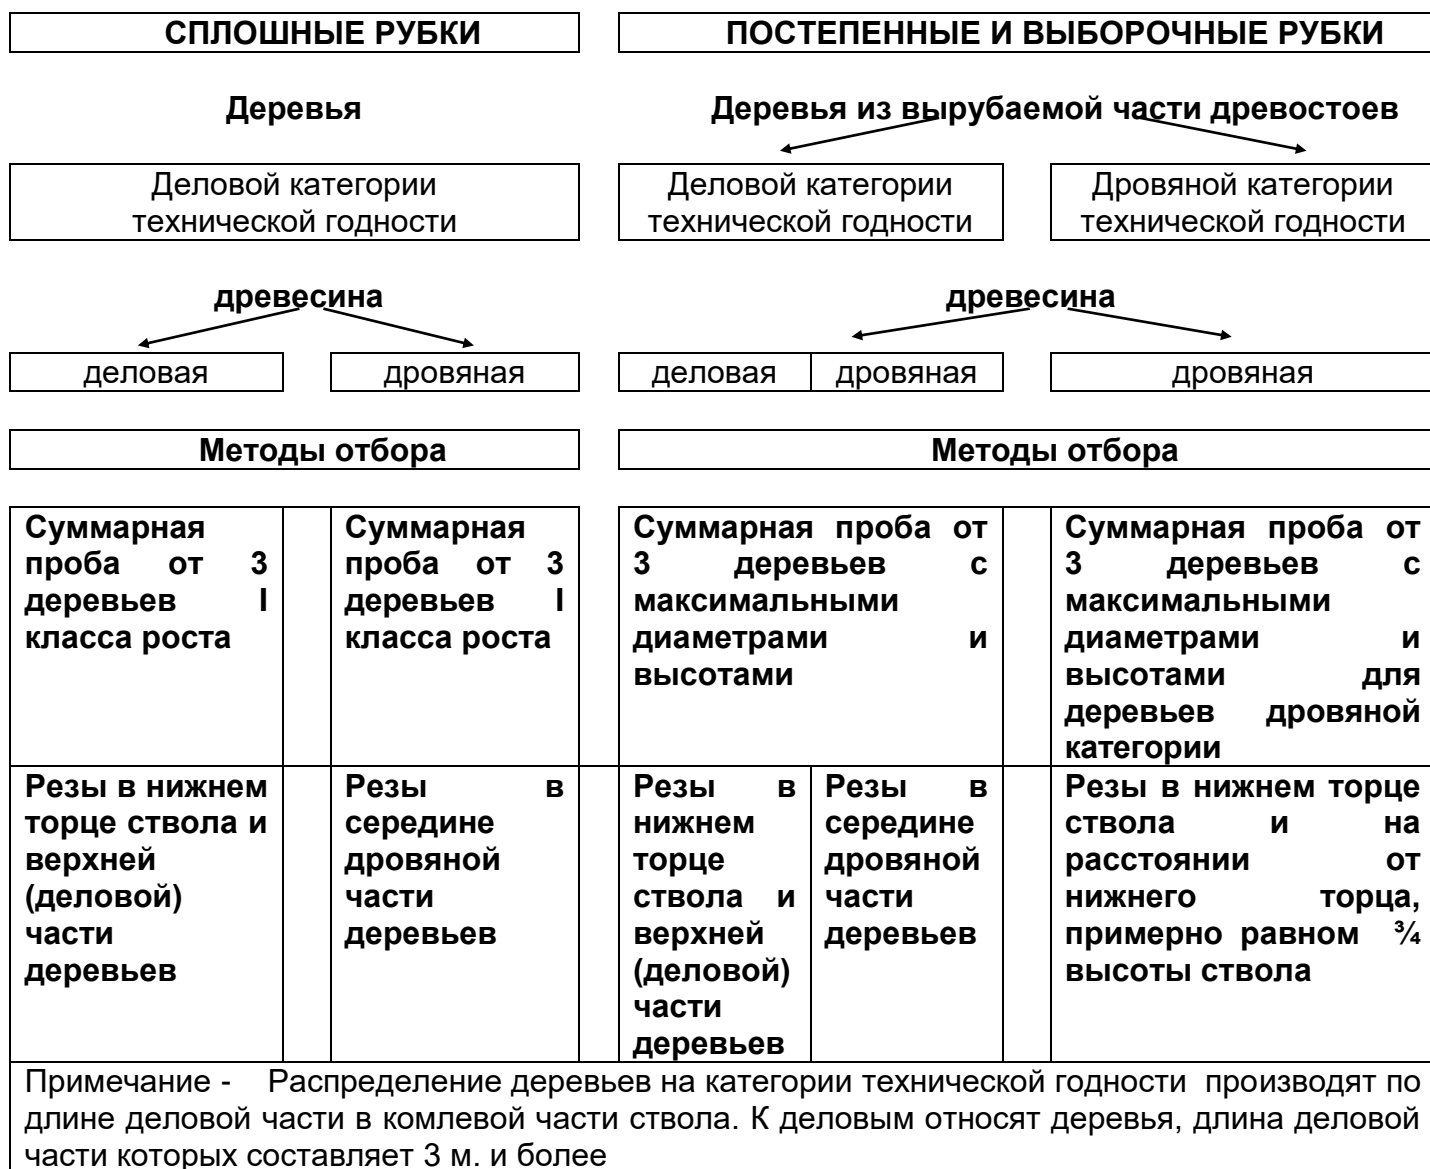 СПЛОШНЫЕ РУБКИ
ПОСТЕПЕННЫЕ И ВЫБОРОЧНЫЕ РУБКИ
Деревья
Деревья из вырубаемой части древостоев
Деловой категории
технической годности
Деловой категории
технической годности
Дровяной категории
технической годности
древесина
древесина
деловая
дровяная
деловая
дровяная
дровяная
Методы отбора
Методы отбора
Суммарная
проба от 3
деревьев I
класса роста
Суммарная
проба от 3
деревьев I
класса роста
Суммарная проба от
3 деревьев с
максимальными
диаметрами и
высотами
Суммарная проба от
3 деревьев с
максимальными
диаметрами и
высотами для
деревьев дровяной
категории
Резы в нижнем
торце ствола и
верхней
(деловой)
части
деревьев
Резы в
середине
дровяной
части
деревьев
Резы в
нижнем
торце
ствола и
верхней
(деловой)
части
деревьев
Резы в
середине
дровяной
части
деревьев
Резы в нижнем торце
ствола и на
расстоянии от
нижнего торца,
примерно равном ¾
высоты ствола
Примечание - Распределение деревьев на категории технической годности производят по
длине деловой части в комлевой части ствола. К деловым относят деревья, длина деловой
части которых составляет 3 м. и более